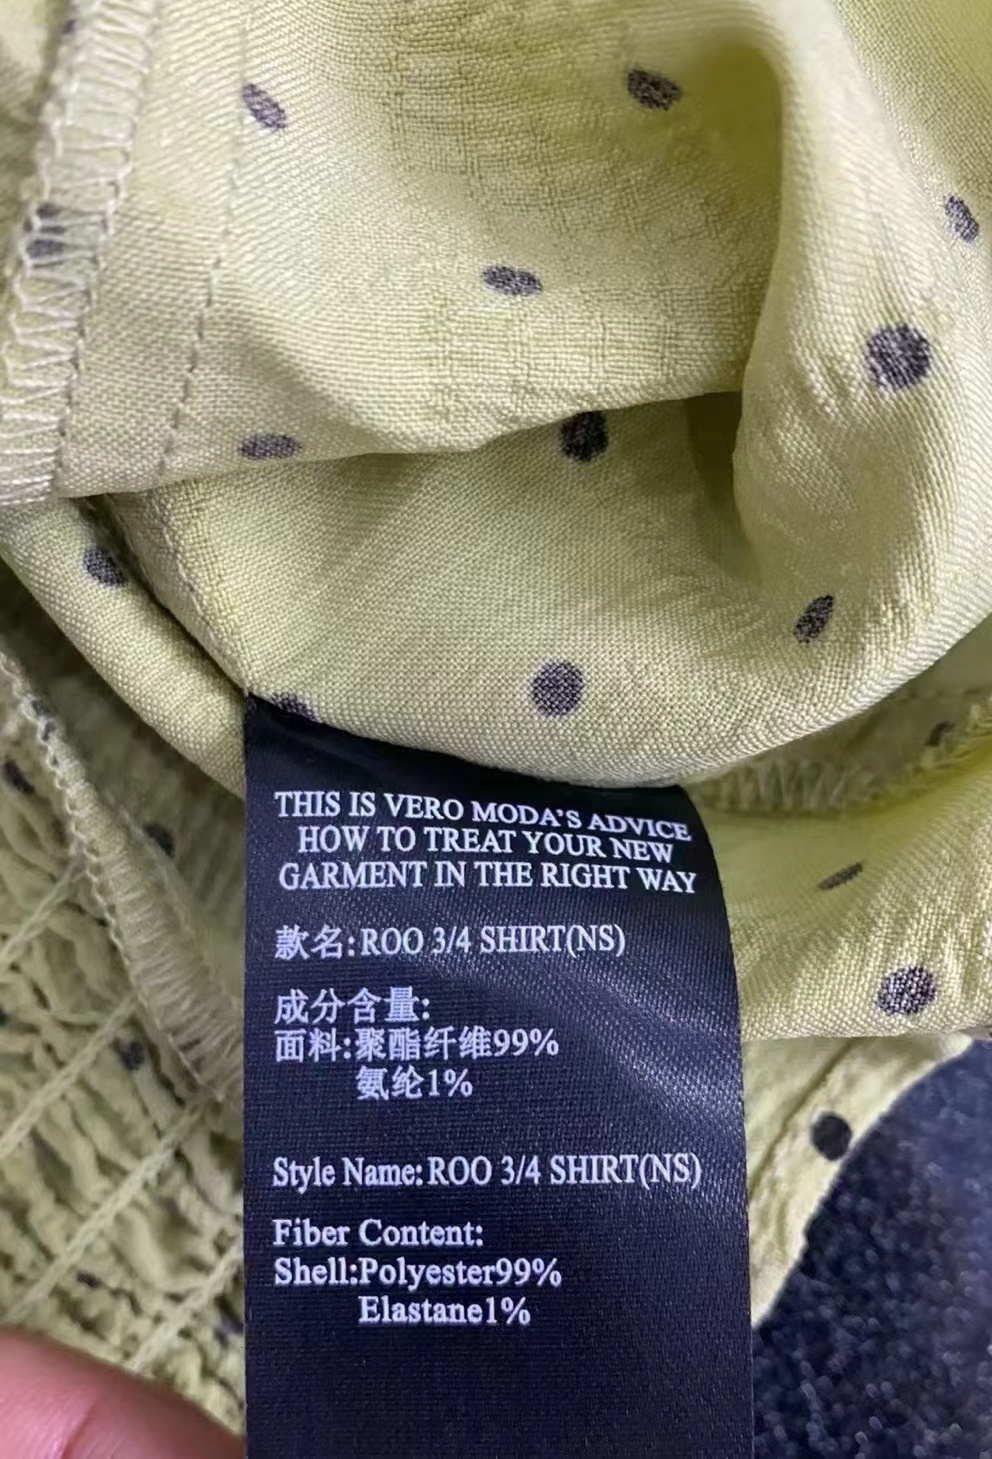 THIS IS VERO MODA'S ADVICE
HOW TO TREAT YOUR NEW
GARMENT IN THE RIGHT WAY
款名:ROO 3/4 SHIRT(NS)
成分含量:
面料:聚酯纤维99%
氨纶1%
Style Name:ROO 3/4 SHIRT(NS)
Fiber Content:
Shell:Polyester99%
Elastane1%